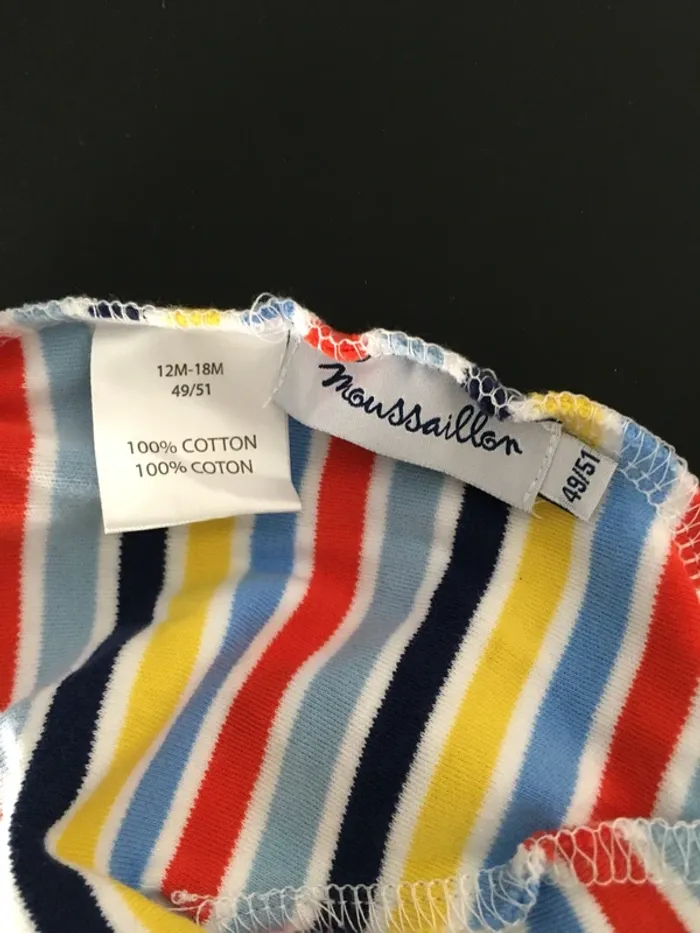 12M-18M
49/51
100% COTTON
100% COTON
Moussaillon
49/51